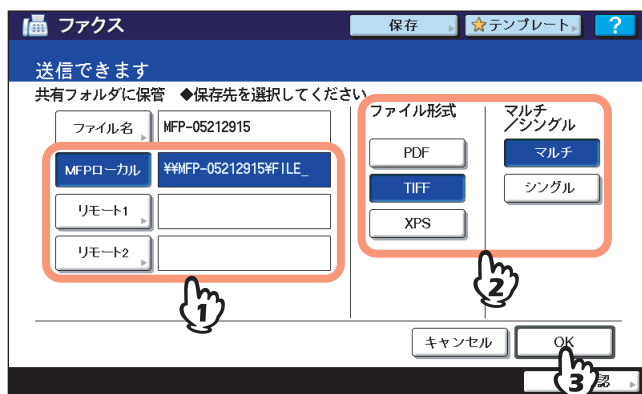 ファクス
保存
テンプレート
?
送信できます
共有フォルダに保管 ◆保存先を選択してください
ファイル名
MFP-05212915
MFPローカル
¥¥MFP-05212915¥FILE_
リモート1
リモート2
ファイル形式
PDF
TIFF
XPS
マルチ
/シングル
マルチ
シングル
1
2
キャンセル
OK
3
認